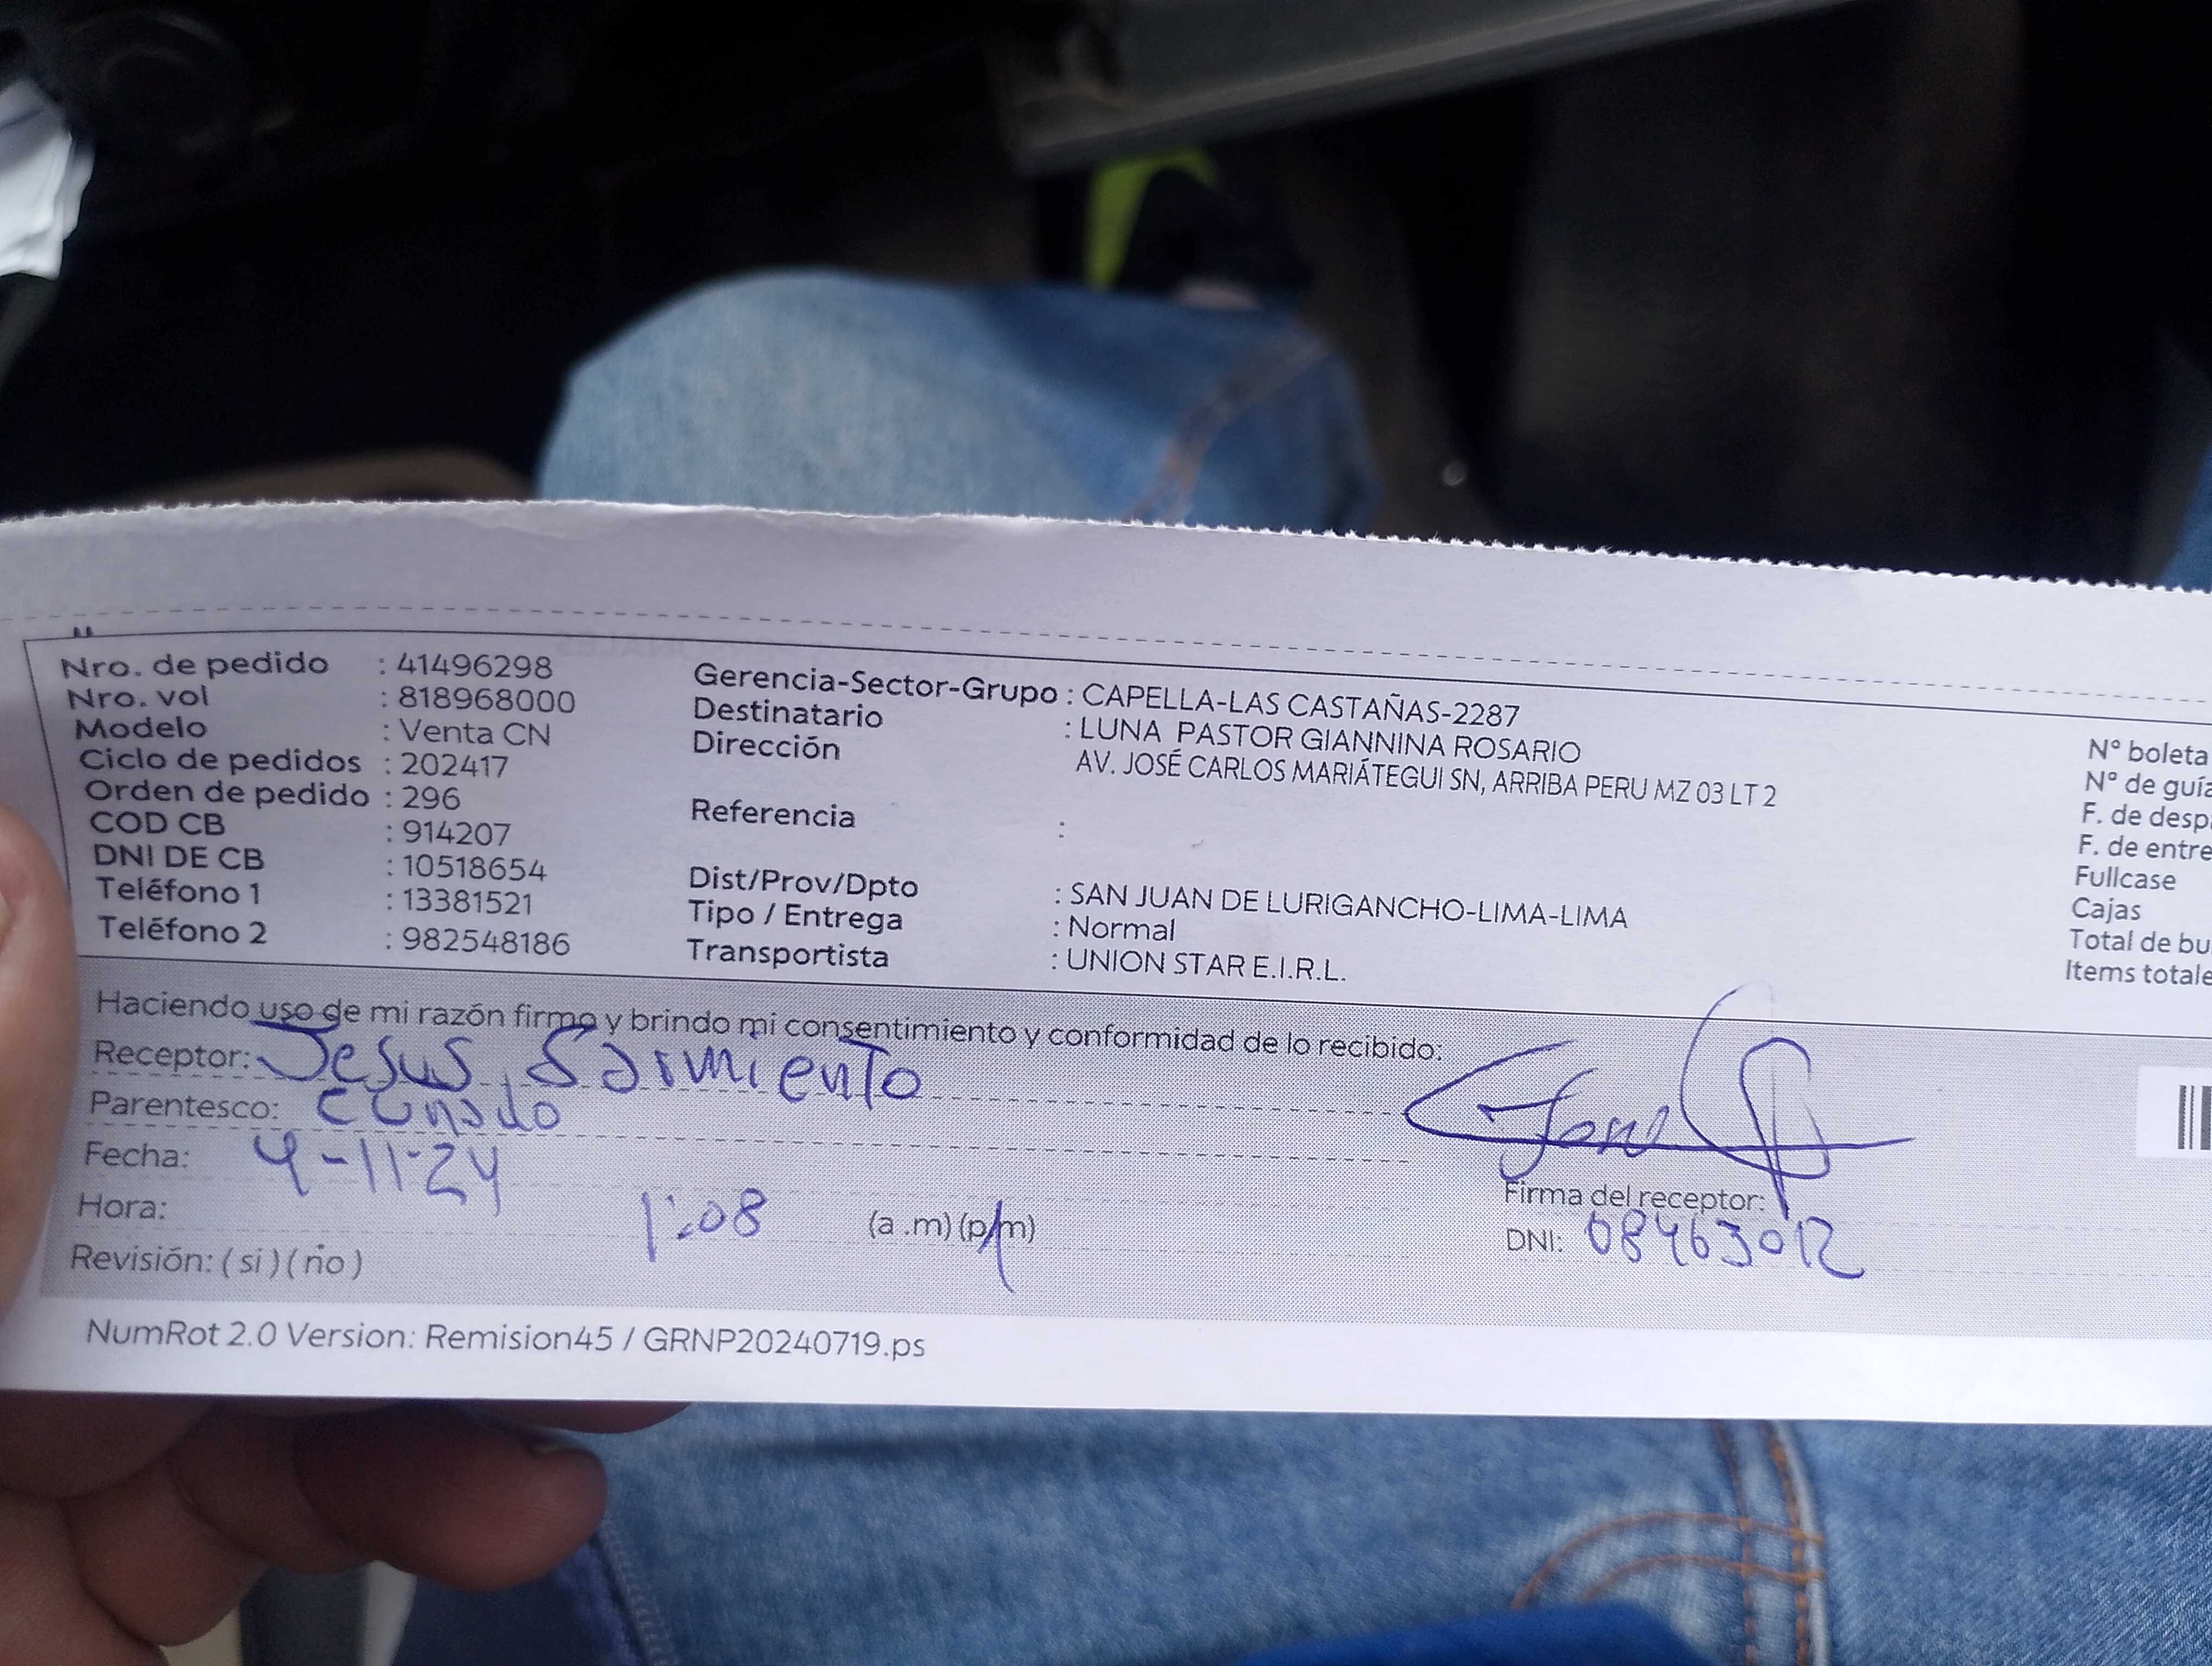 Nro. de pedido : 41496298
Nro. vol : 818968000
Modelo : Venta CN
Ciclo de pedidos : 202417
Orden de pedido : 296
COD CB : 914207
DNI DE CB : 10518654
Teléfono 1 : 13381521
Teléfono 2 : 982548186
Gerencia-Sector-Grupo : CAPELLA-LAS CASTAÑAS-2287
Destinatario : LUNA PASTOR GIANNINA ROSARIO
Dirección AV. JOSÉ CARLOS MARIÁTEGUI SN, ARRIBA PERU MZ 03 LT 2
Referencia :
Dist/Prov/Dpto : SAN JUAN DE LURIGANCHO-LIMA-LIMA
Tipo / Entrega : Normal
Transportista : UNION STAR E.I.R.L.
N° boleta
N° de guía
F. de desp
F. de entre
Fullcase
Cajas
Total de bu
Items totale
Haciendo uso de mi razón firmo y brindo mi consentimiento y conformidad de lo recibido:
Receptor: Jesus Sarmiento
Parentesco: cunado
Fecha: 4-11-24
Hora: 1:08 (a .m) (p.m)
Revisión: ( si ) ( no )
Firma del receptor:
DNI: 08463012
NumRot 2.0 Version: Remision45 / GRNP20240719.ps